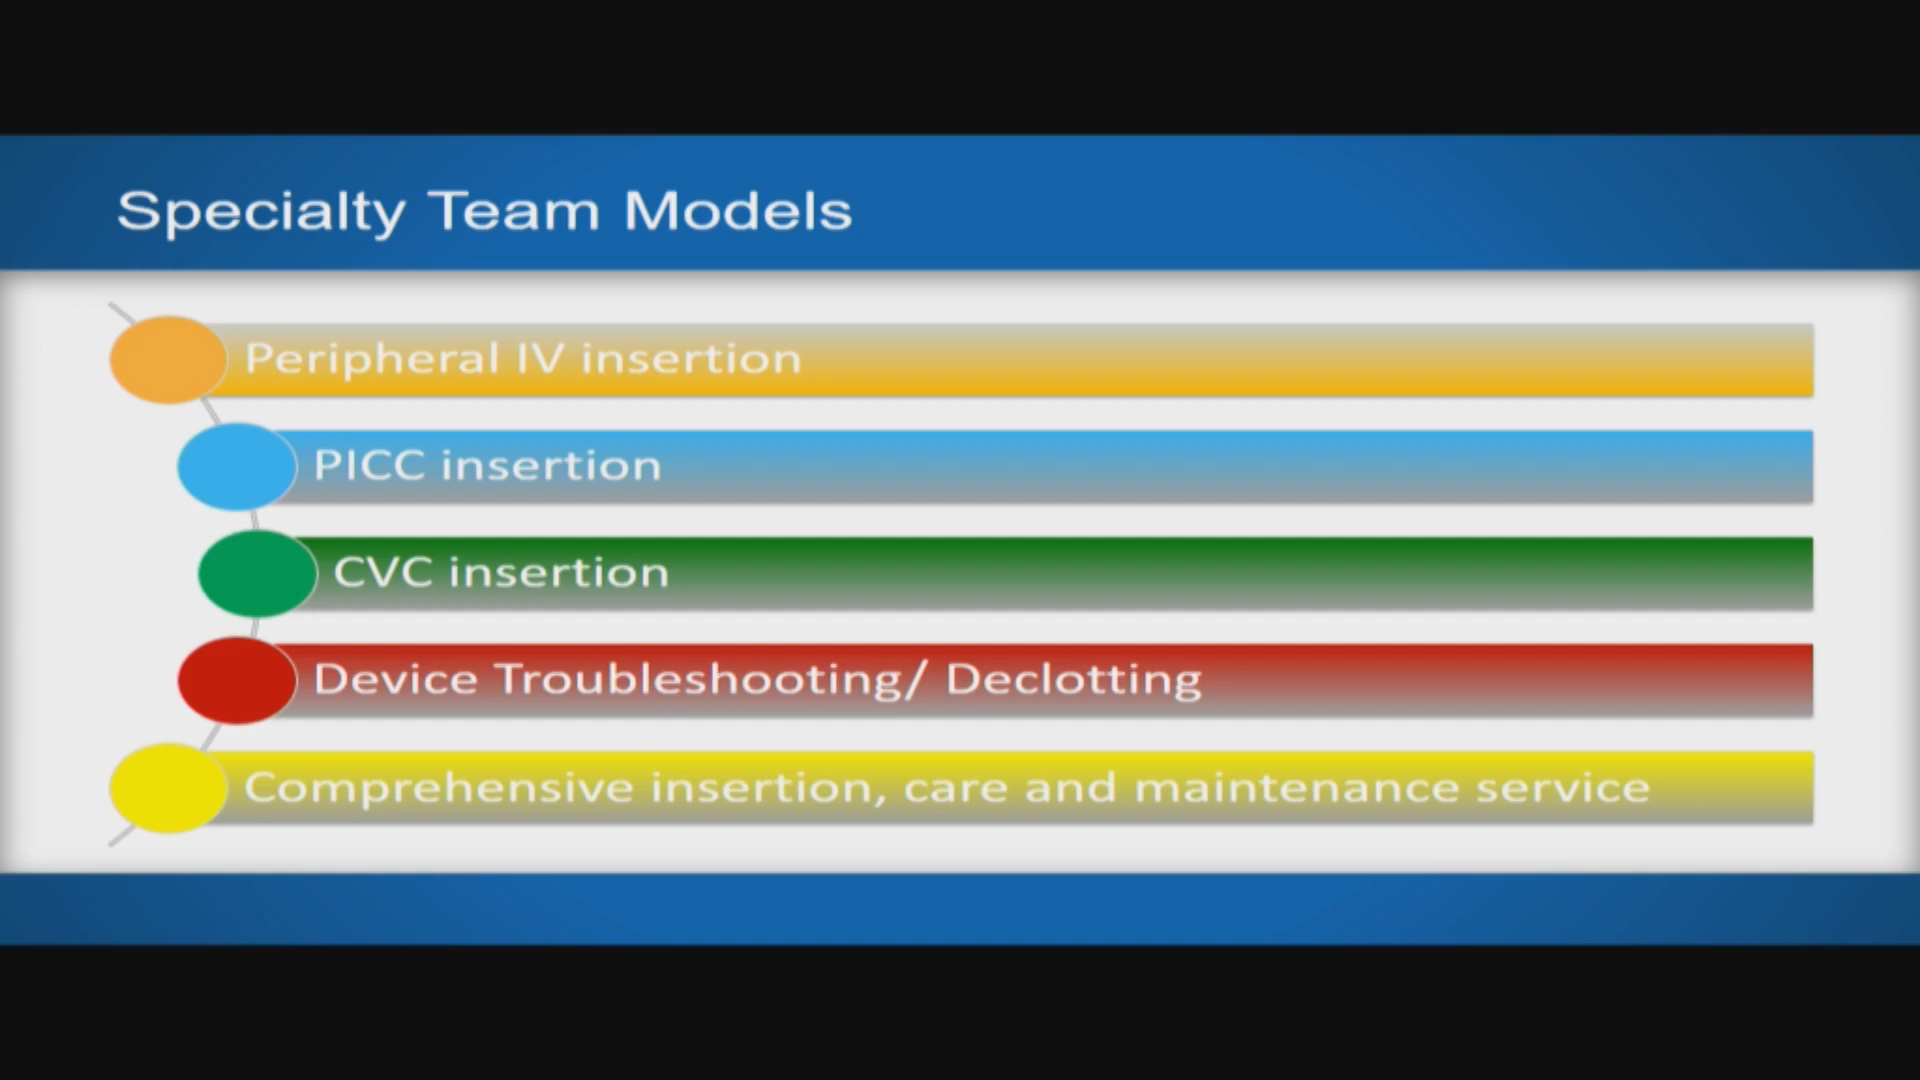 Specialty Team Models
Peripheral IV insertion
PICC insertion
CVC insertion
Device Troubleshooting/ Declotting
Comprehensive insertion, care and maintenance service